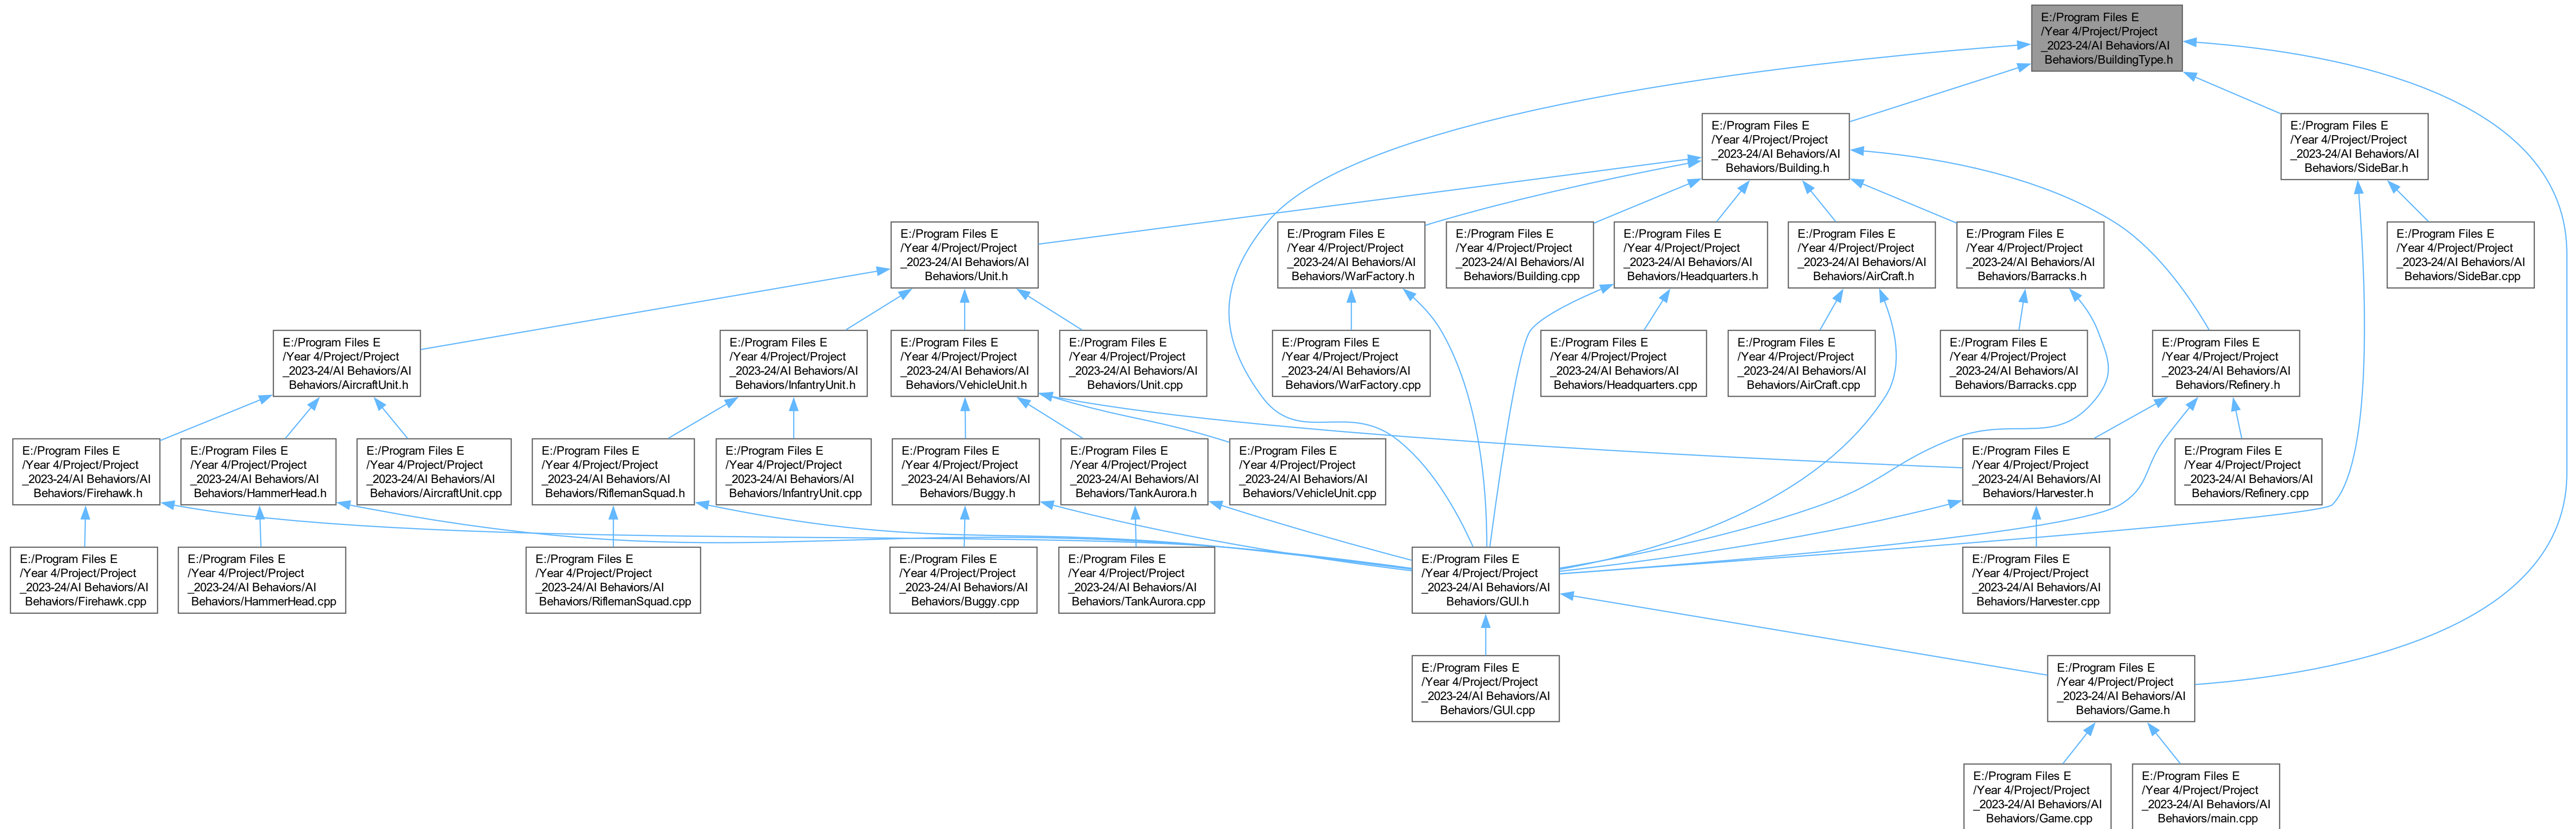 E:/Program Files E
/Year 4/Project/Project
_2023-24/AI Behaviors/AI
Behaviors/BuildingType.h
E:/Program Files E
/Year 4/Project/Project
_2023-24/AI Behaviors/AI
Behaviors/Building.h
E:/Program Files E
/Year 4/Project/Project
_2023-24/AI Behaviors/AI
Behaviors/SideBar.h
E:/Program Files E
/Year 4/Project/Project
_2023-24/AI Behaviors/AI
Behaviors/Unit.h
E:/Program Files E
/Year 4/Project/Project
_2023-24/AI Behaviors/AI
Behaviors/WarFactory.h
E:/Program Files E
/Year 4/Project/Project
_2023-24/AI Behaviors/AI
Behaviors/Building.cpp
E:/Program Files E
/Year 4/Project/Project
_2023-24/AI Behaviors/AI
Behaviors/Headquarters.h
E:/Program Files E
/Year 4/Project/Project
_2023-24/AI Behaviors/AI
Behaviors/AirCraft.h
E:/Program Files E
/Year 4/Project/Project
_2023-24/AI Behaviors/AI
Behaviors/Barracks.h
E:/Program Files E
/Year 4/Project/Project
_2023-24/AI Behaviors/AI
Behaviors/SideBar.cpp
E:/Program Files E
/Year 4/Project/Project
_2023-24/AI Behaviors/AI
Behaviors/AircraftUnit.h
E:/Program Files E
/Year 4/Project/Project
_2023-24/AI Behaviors/AI
Behaviors/InfantryUnit.h
E:/Program Files E
/Year 4/Project/Project
_2023-24/AI Behaviors/AI
Behaviors/VehicleUnit.h
E:/Program Files E
/Year 4/Project/Project
_2023-24/AI Behaviors/AI
Behaviors/Unit.cpp
E:/Program Files E
/Year 4/Project/Project
_2023-24/AI Behaviors/AI
Behaviors/WarFactory.cpp
E:/Program Files E
/Year 4/Project/Project
_2023-24/AI Behaviors/AI
Behaviors/Headquarters.cpp
E:/Program Files E
/Year 4/Project/Project
_2023-24/AI Behaviors/AI
Behaviors/AirCraft.cpp
E:/Program Files E
/Year 4/Project/Project
_2023-24/AI Behaviors/AI
Behaviors/Barracks.cpp
E:/Program Files E
/Year 4/Project/Project
_2023-24/AI Behaviors/AI
Behaviors/Refinery.h
E:/Program Files E
/Year 4/Project/Project
_2023-24/AI Behaviors/AI
Behaviors/Firehawk.h
E:/Program Files E
/Year 4/Project/Project
_2023-24/AI Behaviors/AI
Behaviors/HammerHead.h
E:/Program Files E
/Year 4/Project/Project
_2023-24/AI Behaviors/AI
Behaviors/AircraftUnit.cpp
E:/Program Files E
/Year 4/Project/Project
_2023-24/AI Behaviors/AI
Behaviors/RiflemanSquad.h
E:/Program Files E
/Year 4/Project/Project
_2023-24/AI Behaviors/AI
Behaviors/InfantryUnit.cpp
E:/Program Files E
/Year 4/Project/Project
_2023-24/AI Behaviors/AI
Behaviors/Buggy.h
E:/Program Files E
/Year 4/Project/Project
_2023-24/AI Behaviors/AI
Behaviors/TankAurora.h
E:/Program Files E
/Year 4/Project/Project
_2023-24/AI Behaviors/AI
Behaviors/VehicleUnit.cpp
E:/Program Files E
/Year 4/Project/Project
_2023-24/AI Behaviors/AI
Behaviors/Harvester.h
E:/Program Files E
/Year 4/Project/Project
_2023-24/AI Behaviors/AI
Behaviors/Refinery.cpp
E:/Program Files E
/Year 4/Project/Project
_2023-24/AI Behaviors/AI
Behaviors/Firehawk.cpp
E:/Program Files E
/Year 4/Project/Project
_2023-24/AI Behaviors/AI
Behaviors/HammerHead.cpp
E:/Program Files E
/Year 4/Project/Project
_2023-24/AI Behaviors/AI
Behaviors/RiflemanSquad.cpp
E:/Program Files E
/Year 4/Project/Project
_2023-24/AI Behaviors/AI
Behaviors/Buggy.cpp
E:/Program Files E
/Year 4/Project/Project
_2023-24/AI Behaviors/AI
Behaviors/TankAurora.cpp
E:/Program Files E
/Year 4/Project/Project
_2023-24/AI Behaviors/AI
Behaviors/GUI.h
E:/Program Files E
/Year 4/Project/Project
_2023-24/AI Behaviors/AI
Behaviors/Harvester.cpp
E:/Program Files E
/Year 4/Project/Project
_2023-24/AI Behaviors/AI
Behaviors/GUI.cpp
E:/Program Files E
/Year 4/Project/Project
_2023-24/AI Behaviors/AI
Behaviors/Game.h
E:/Program Files E
/Year 4/Project/Project
_2023-24/AI Behaviors/AI
Behaviors/Game.cpp
E:/Program Files E
/Year 4/Project/Project
_2023-24/AI Behaviors/AI
Behaviors/main.cpp